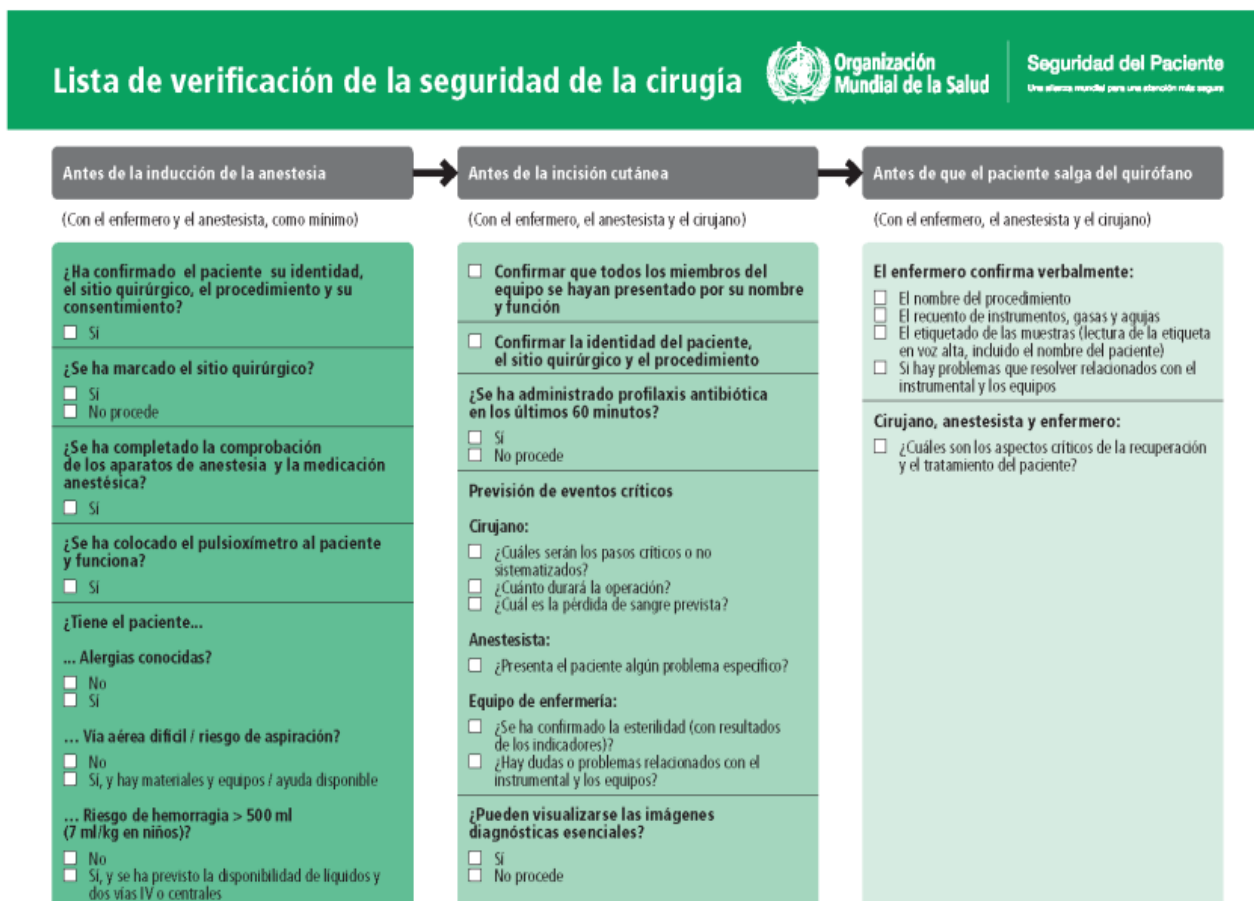 Lista de verificación de la seguridad de la cirugía
Organización
Mundial de la Salud
Seguridad del Paciente
Una alianza mundial para una atención más segura
Antes de la inducción de la anestesia
(Con el enfermero y el anestesista, como mínimo)
¿Ha confirmado el paciente su identidad,
el sitio quirúrgico, el procedimiento y su
consentimiento?
Sí
¿Se ha marcado el sitio quirúrgico?
Sí
No procede
¿Se ha completado la comprobación
de los aparatos de anestesia y la medicación
anestésica?
Sí
¿Se ha colocado el pulsioxímetro al paciente
y funciona?
Sí
¿Tiene el paciente...
... Alergias conocidas?
No
Sí
... Vía aérea difícil / riesgo de aspiración?
No
Sí, y hay materiales y equipos / ayuda disponible
... Riesgo de hemorragia > 500 ml
(7 ml/kg en niños)?
No
Sí, y se ha previsto la disponibilidad de líquidos y
dos vías IV o centrales
Antes de la incisión cutánea
(Con el enfermero, el anestesista y el cirujano)
Confirmar que todos los miembros del
equipo se hayan presentado por su nombre
y función
Confirmar la identidad del paciente,
el sitio quirúrgico y el procedimiento
¿Se ha administrado profilaxis antibiótica
en los últimos 60 minutos?
Sí
No procede
Previsión de eventos críticos
Cirujano:
¿Cuáles serán los pasos críticos o no
sistematizados?
¿Cuánto durará la operación?
¿Cuál es la pérdida de sangre prevista?
Anestesista:
¿Presenta el paciente algún problema específico?
Equipo de enfermería:
¿Se ha confirmado la esterilidad (con resultados
de los indicadores)?
¿Hay dudas o problemas relacionados con el
instrumental y los equipos?
¿Pueden visualizarse las imágenes
diagnósticas esenciales?
Sí
No procede
Antes de que el paciente salga del quirófano
(Con el enfermero, el anestesista y el cirujano)
El enfermero confirma verbalmente:
El nombre del procedimiento
El recuento de instrumentos, gasas y agujas
El etiquetado de las muestras (lectura de la etiqueta
en voz alta, incluido el nombre del paciente)
Si hay problemas que resolver relacionados con el
instrumental y los equipos
Cirujano, anestesista y enfermero:
¿Cuáles son los aspectos críticos de la recuperación
y el tratamiento del paciente?